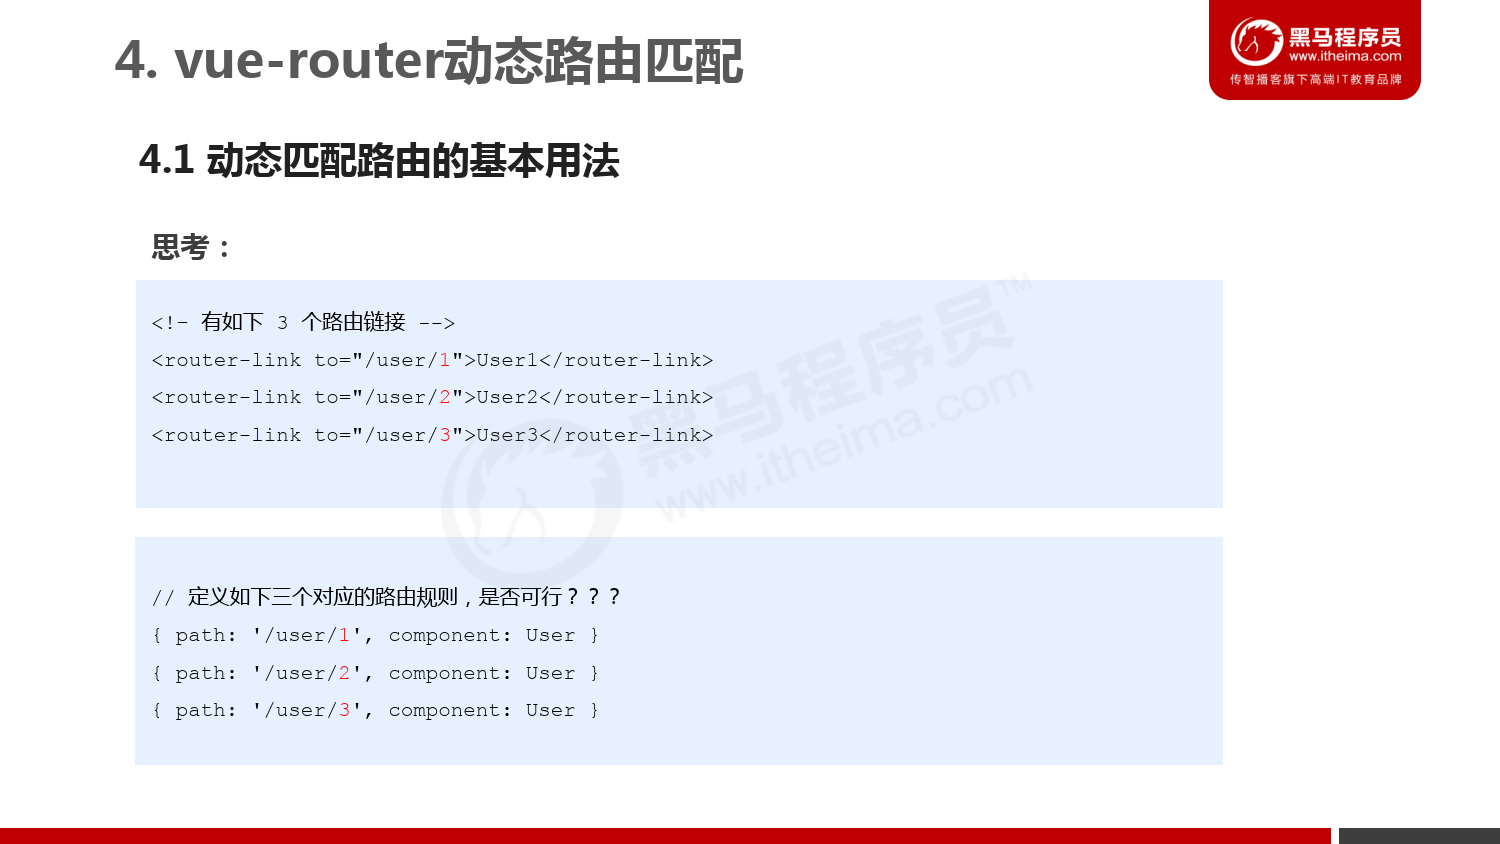 4. vue-router动态路由匹配
黑马程序员
www.itheima.com
传智播客旗下高端IT教育品牌
4.1 动态匹配路由的基本用法
思考：
<!- 有如下 3 个路由链接 -->
<router-link to="/user/1">User1</router-link>
<router-link to="/user/2">User2</router-link>
<router-link to="/user/3">User3</router-link>
黑马程序员™
www.itheima.com
// 定义如下三个对应的路由规则，是否可行？？？
{ path: '/user/1', component: User }
{ path: '/user/2', component: User }
{ path: '/user/3', component: User }